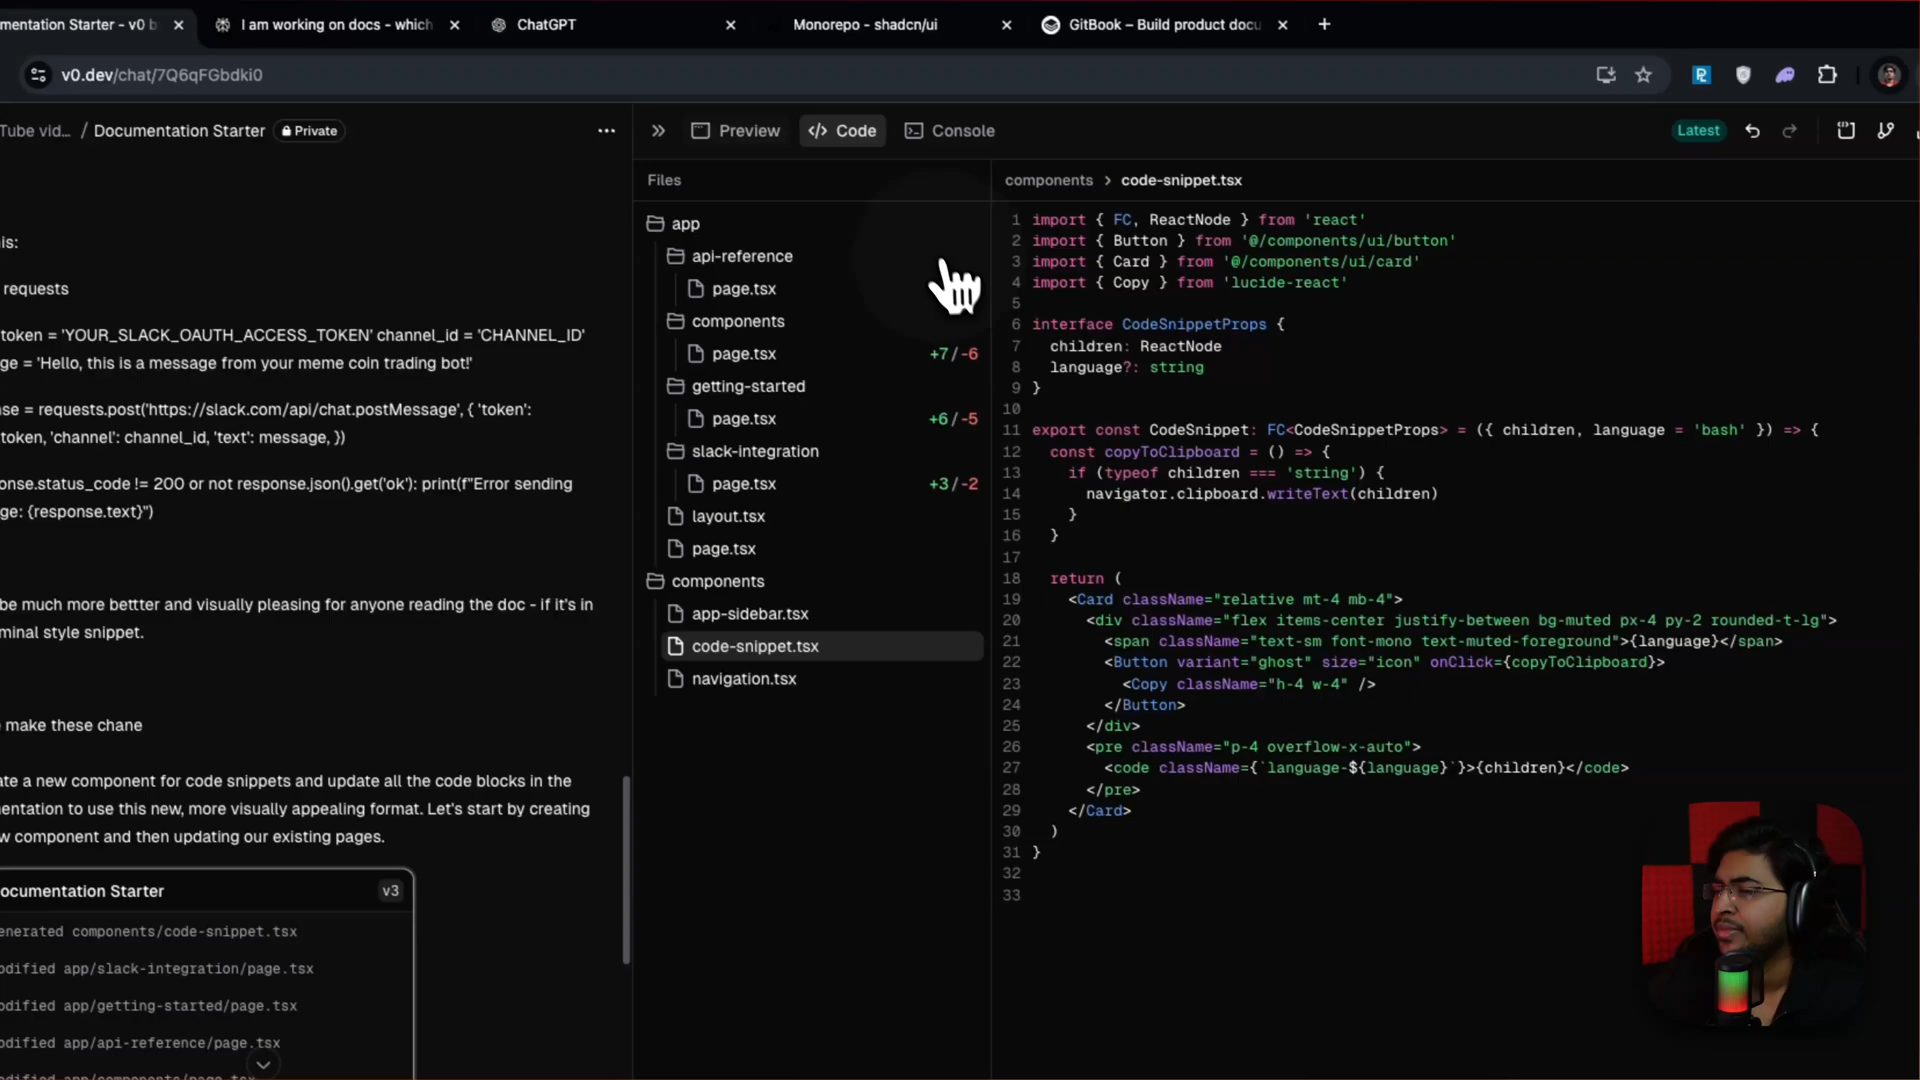 mentation Starter - v0 b
I am working on docs - which
ChatGPT
Monorepo - shadcn/ui
GitBook – Build product docu
v0.dev/chat/7Q6qFGbdki0
Tube vid... / Documentation Starter
Private
Preview
</> Code
Console
Latest
is:
requests
token = 'YOUR_SLACK_OAUTH_ACCESS_TOKEN' channel_id = 'CHANNEL_ID'
ge = 'Hello, this is a message from your meme coin trading bot!'
nse = requests.post('https://slack.com/api/chat.postMessage', { 'token':
token, 'channel': channel_id, 'text': message, })
onse.status_code != 200 or not response.json().get('ok'): print(f"Error sending
ge: {response.text}")
be much more bettter and visually pleasing for anyone reading the doc - if it's in
minal style snippet.
make these chane
ate a new component for code snippets and update all the code blocks in the
mentation to use this new, more visually appealing format. Let's start by creating
w component and then updating our existing pages.
ocumentation Starter
v3
enerated components/code-snippet.tsx
odified app/slack-integration/page.tsx
odified app/getting-started/page.tsx
odified app/api-reference/page.tsx
odified app/components/page.tsx
Files
app
api-reference
page.tsx
components
page.tsx +7/-6
getting-started
page.tsx +6/-5
slack-integration
page.tsx +3/-2
layout.tsx
page.tsx
components
app-sidebar.tsx
code-snippet.tsx
navigation.tsx
components > code-snippet.tsx
1 import { FC, ReactNode } from 'react'
2 import { Button } from '@/components/ui/button'
3 import { Card } from '@/components/ui/card'
4 import { Copy } from 'lucide-react'
5
6 interface CodeSnippetProps {
7 children: ReactNode
8 language?: string
9 }
10
11 export const CodeSnippet: FC<CodeSnippetProps> = ({ children, language = 'bash' }) => {
12 const copyToClipboard = () => {
13 if (typeof children === 'string') {
14 navigator.clipboard.writeText(children)
15 }
16 }
17
18 return (
19 <Card className="relative mt-4 mb-4">
20 <div className="flex items-center justify-between bg-muted px-4 py-2 rounded-t-lg">
21 <span className="text-sm font-mono text-muted-foreground">{language}</span>
22 <Button variant="ghost" size="icon" onClick={copyToClipboard}>
23 <Copy className="h-4 w-4" />
24 </Button>
25 </div>
26 <pre className="p-4 overflow-x-auto">
27 <code className={`language-${language}`}>{children}</code>
28 </pre>
29 </Card>
30 )
31 }
32
33